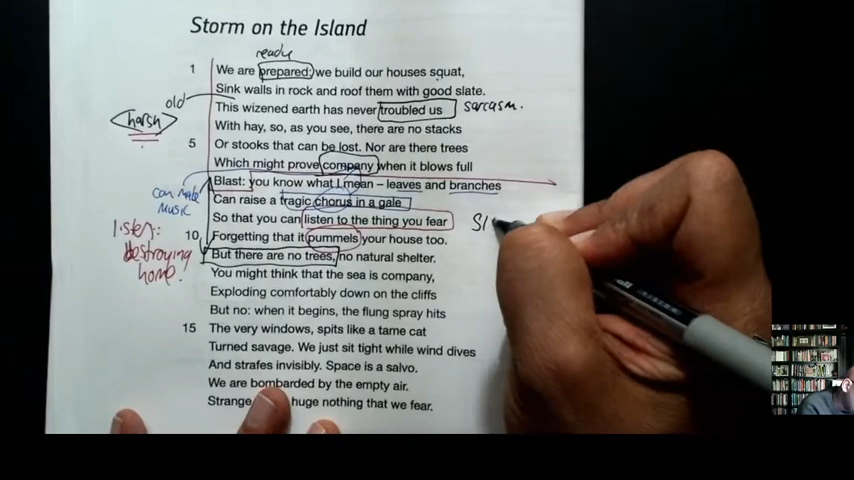 Storm on the Island
ready
1 We are prepared: we build our houses squat,
Sink walls in rock and roof them with good slate.
old
This wizened earth has never troubled us
sarcasm.
harsh
With hay, so, as you see, there are no stacks
5 Or stooks that can be lost. Nor are there trees
Which might prove company when it blows full
Blast: you know what I mean – leaves and branches
can make
music
Can raise a tragic chorus in a gale
So that you can listen to the thing you fear
SI
listen:
destroying
home.
10 Forgetting that it pummels your house too.
But there are no trees, no natural shelter.
You might think that the sea is company,
Exploding comfortably down on the cliffs
But no: when it begins, the flung spray hits
15 The very windows, spits like a tame cat
Turned savage. We just sit tight while wind dives
And strafes invisibly. Space is a salvo.
We are bombarded by the empty air.
Strange huge nothing that we fear.